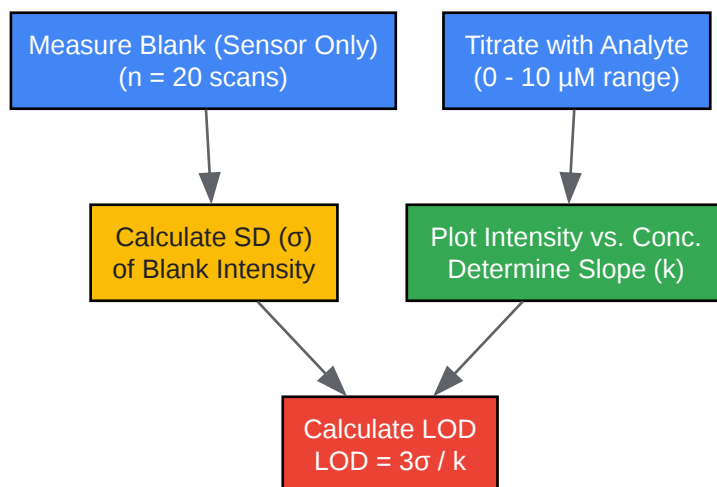 Measure Blank (Sensor Only)
(n = 20 scans)
Titrate with Analyte
(0 - 10 µM range)
Calculate SD (σ)
of Blank Intensity
Plot Intensity vs. Conc.
Determine Slope (k)
Calculate LOD
LOD = 3σ / k